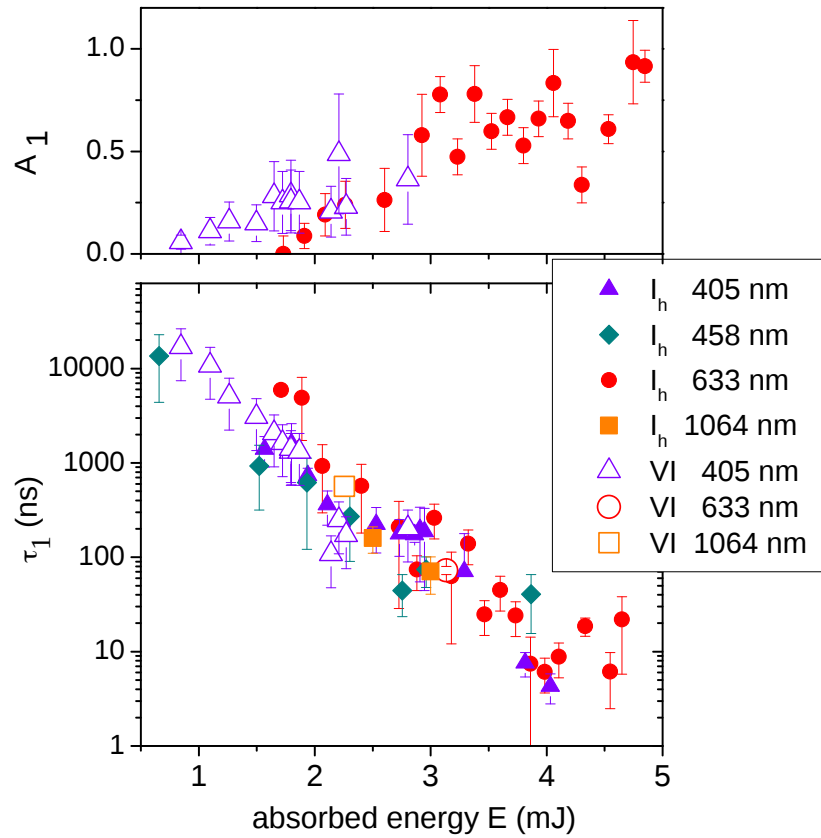 A 1
1.0
0.5
0.0
I h 405 nm
I h 458 nm
I h 633 nm
I h 1064 nm
VI 405 nm
VI 633 nm
VI 1064 nm
τ1 (ns)
10000
1000
100
10
1
1 2 3 4 5
absorbed energy E (mJ)